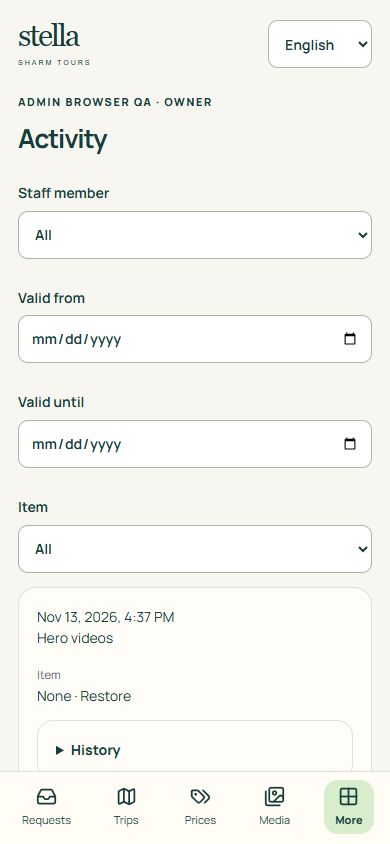 stella
SHARM TOURS
English
ADMIN BROWSER QA · OWNER
Activity
Staff member
All
Valid from
mm/dd/yyyy
Valid until
mm/dd/yyyy
Item
All
Nov 13, 2026, 4:37 PM
Hero videos
Item
None · Restore
▶ History
Requests
Trips
Prices
Media
More